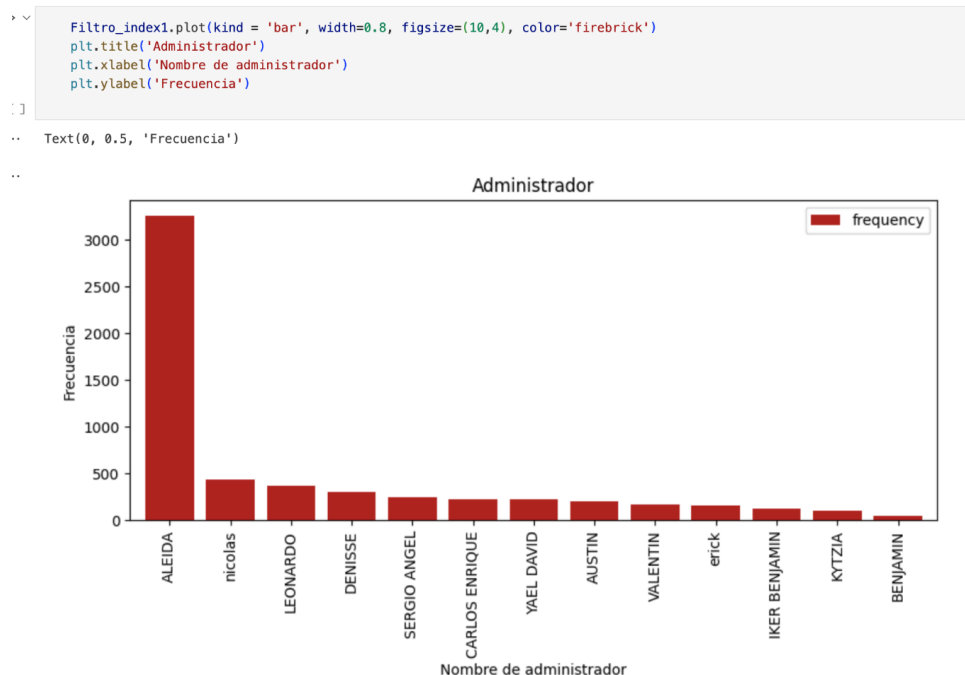 Filtro_index1.plot(kind = 'bar', width=0.8, figsize=(10,4), color='firebrick')
plt.title('Administrador')
plt.xlabel('Nombre de administrador')
plt.ylabel('Frecuencia')
[ ]
Text(0, 0.5, 'Frecuencia')
Administrador
frequency
Frecuencia
3000
2500
2000
1500
1000
500
0
ALEIDA
nicolas
LEONARDO
DENISSE
SERGIO ANGEL
CARLOS ENRIQUE
YAEL DAVID
AUSTIN
VALENTIN
erick
IKER BENJAMIN
KYTZIA
BENJAMIN
Nombre de administrador